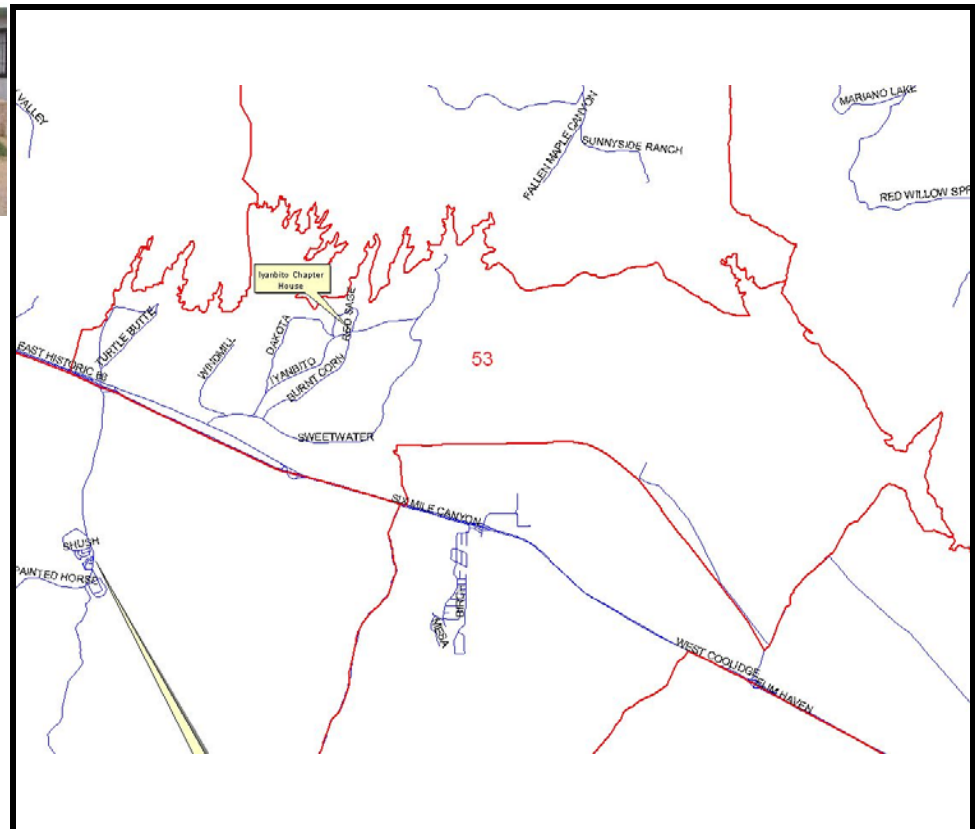 VALLEY
MARIANO LAKE
FALLEN MAPLE CANYON
SUNNYSIDE RANCH
RED WILLOW SPR
Iyanbito Chapter
House
RED SAGE
TURTLE BUTTE
DAKOTA
WINDMILL
EAST HISTORIC 66
IYANBITO
BURNT CORN
53
SWEETWATER
SIX MILE CANYON
SHUSH
PAINTED HORSE
BIRCH
MESA
WEST COOLIDGE
ELIM HAVEN